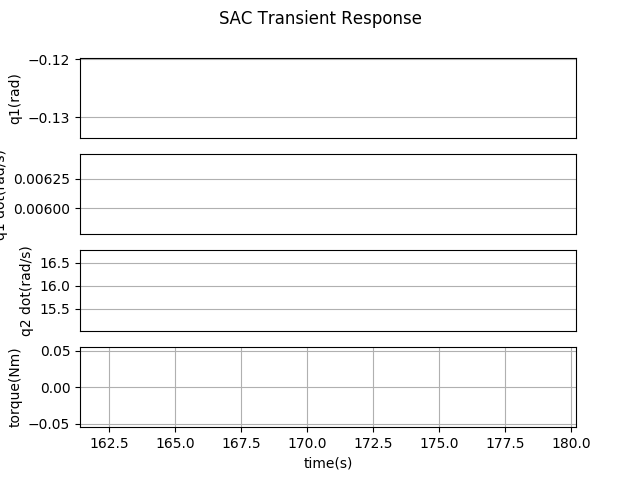 SAC Transient Response
−0.12
−0.13
q1(rad)
0.00625
0.00600
q1 dot(rad/s)
16.5
16.0
15.5
q2 dot(rad/s)
0.05
0.00
−0.05
torque(Nm)
162.5 165.0 167.5 170.0 172.5 175.0 177.5 180.0
time(s)